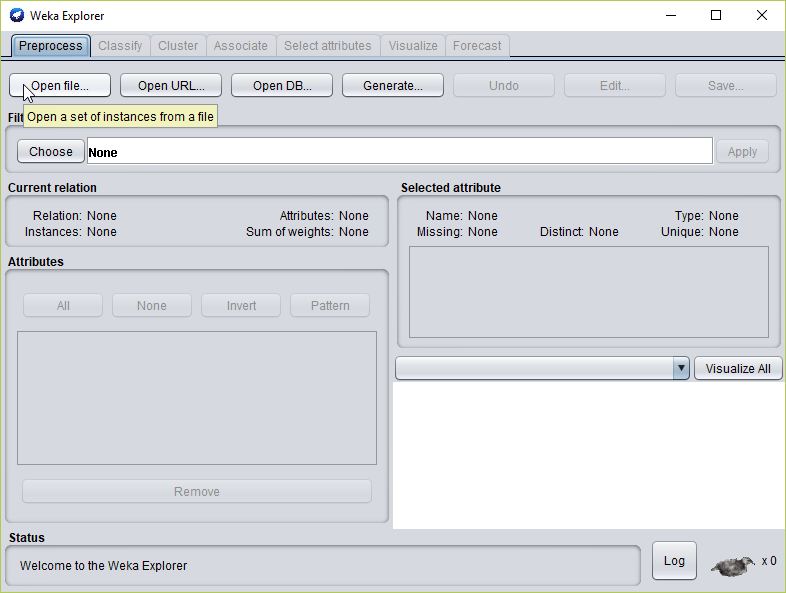 Weka Explorer
Preprocess Classify Cluster Associate Select attributes Visualize Forecast
Open file... Open URL... Open DB... Generate... Undo Edit... Save...
Open a set of instances from a file
Choose None Apply
Current relation
Relation: None Attributes: None
Instances: None Sum of weights: None
Selected attribute
Name: None Type: None
Missing: None Distinct: None Unique: None
Attributes
All None Invert Pattern
Remove
Visualize All
Status
Welcome to the Weka Explorer
Log x 0